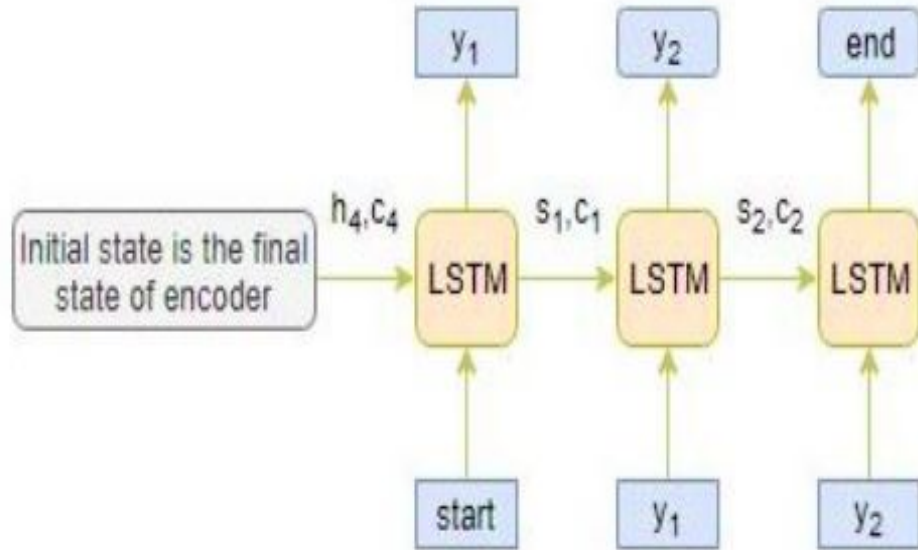 y₁
y₂
end
h₄,c₄
s₁,c₁
s₂,c₂
Initial state is the final
state of encoder
LSTM
LSTM
LSTM
start
y₁
y₂